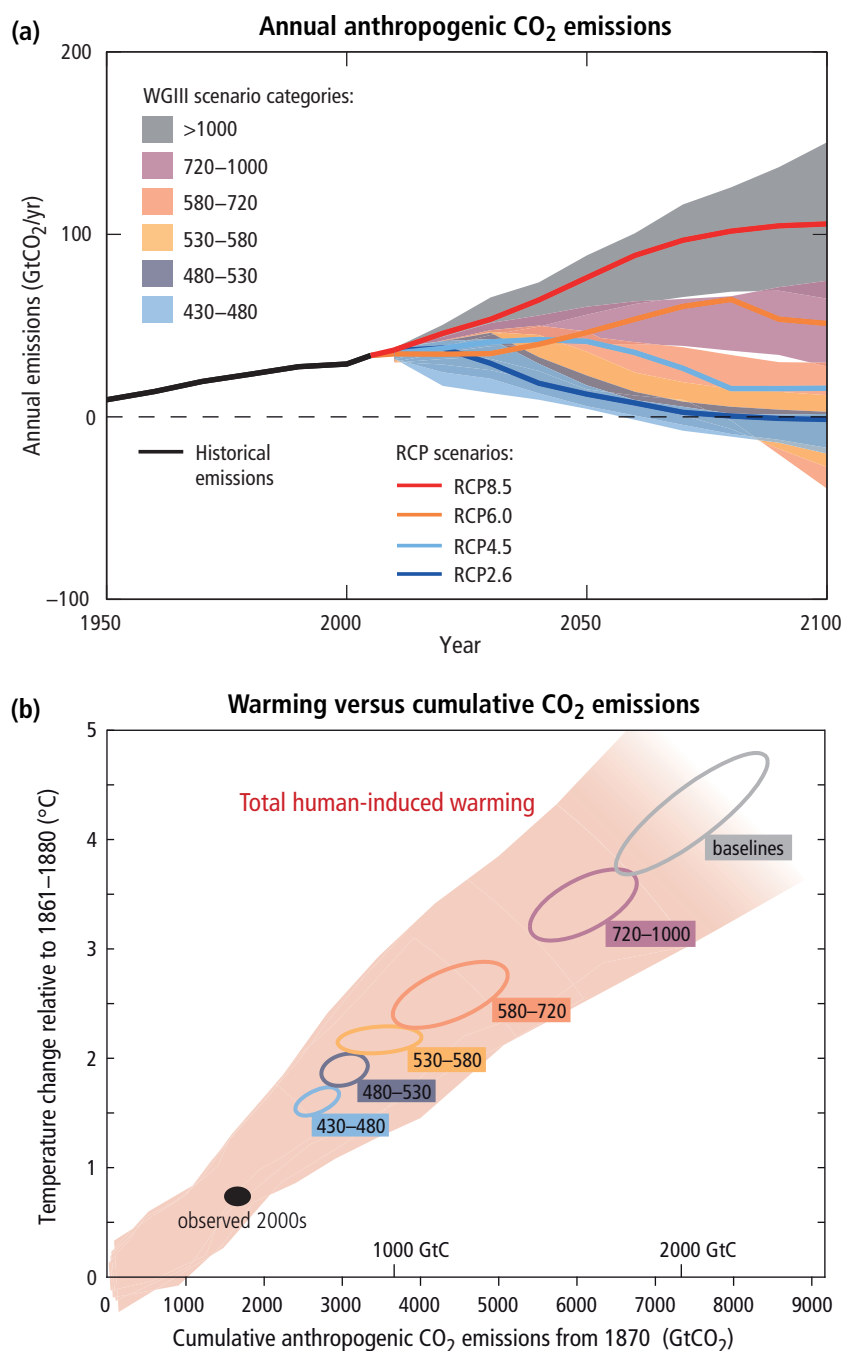 (a)
Annual anthropogenic CO₂ emissions
200
WGIII scenario categories:
>1000
720–1000
580–720
530–580
480–530
430–480
100
Annual emissions (GtCO₂/yr)
0
Historical
emissions
RCP scenarios:
RCP8.5
RCP6.0
RCP4.5
RCP2.6
−100
1950
2000
2050
2100
Year
(b)
Warming versus cumulative CO₂ emissions
5
Total human-induced warming
4
baselines
720–1000
3
580–720
2
530–580
480–530
430–480
1
observed 2000s
Temperature change relative to 1861–1880 (°C)
1000 GtC
2000 GtC
0
0
1000
2000
3000
4000
5000
6000
7000
8000
9000
Cumulative anthropogenic CO₂ emissions from 1870 (GtCO₂)